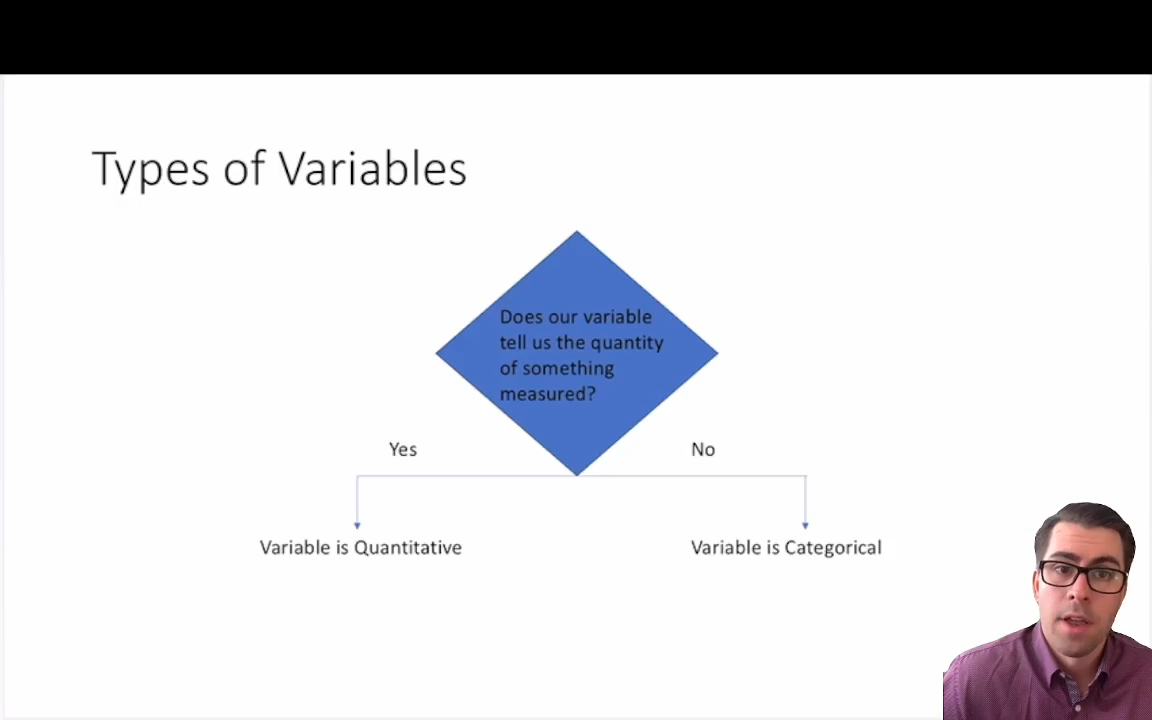 Types of Variables
Does our variable
tell us the quantity
of something
measured?
Yes
No
Variable is Quantitative
Variable is Categorical